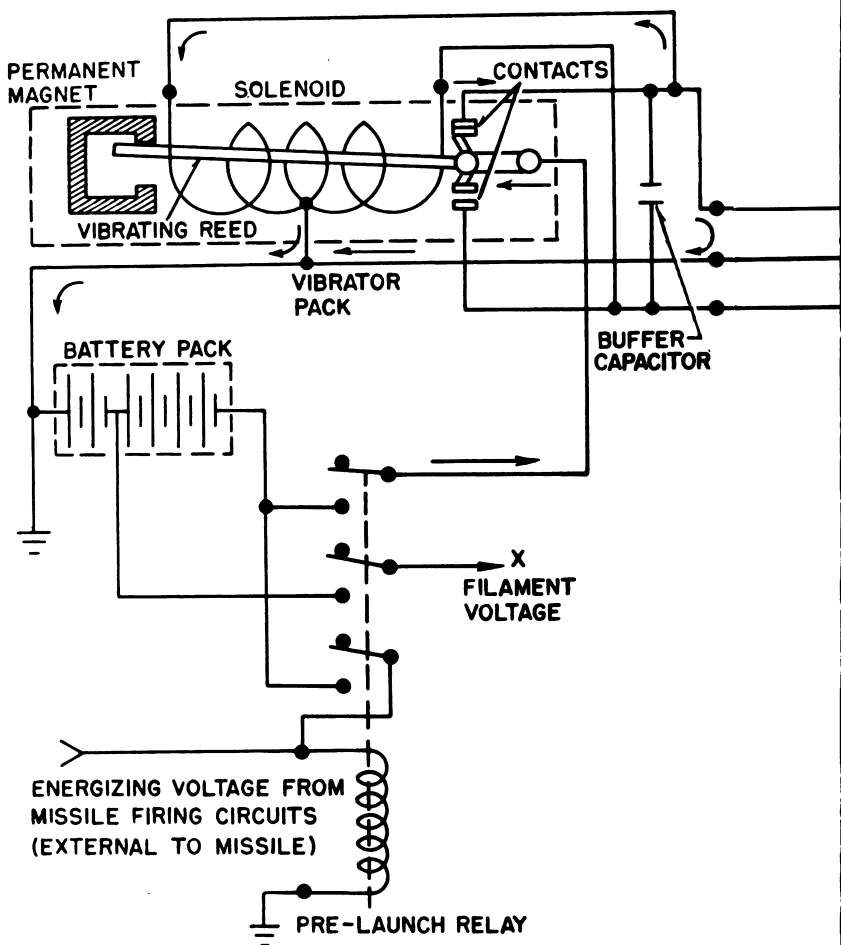 PERMANENT
MAGNET
SOLENOID
CONTACTS
VIBRATING REED
VIBRATOR
PACK
BUFFER
CAPACITOR
BATTERY PACK
X
FILAMENT
VOLTAGE
ENERGIZING VOLTAGE FROM
MISSILE FIRING CIRCUITS
(EXTERNAL TO MISSILE)
PRE-LAUNCH RELAY